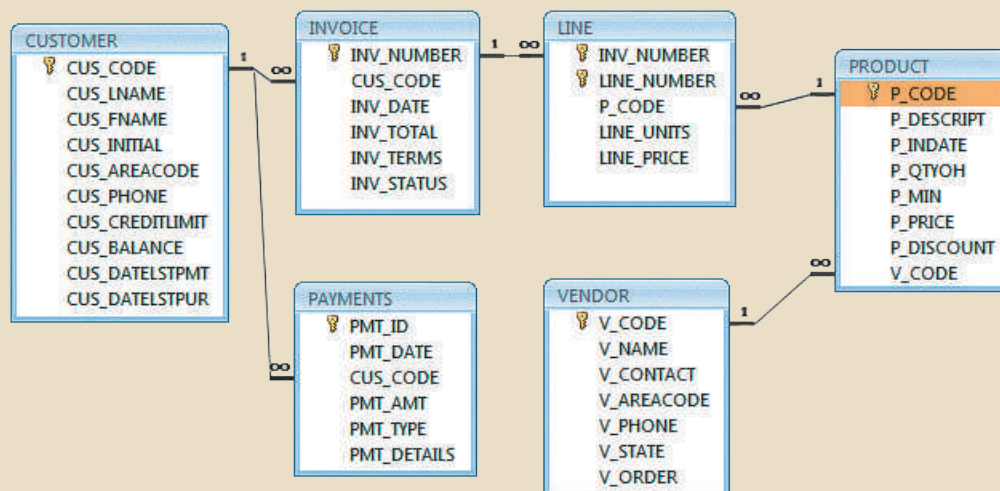 CUSTOMER
CUS_CODE
CUS_LNAME
CUS_FNAME
CUS_INITIAL
CUS_AREACODE
CUS_PHONE
CUS_CREDITLIMIT
CUS_BALANCE
CUS_DATELSTPMT
CUS_DATELSTPUR
1
∞
∞
INVOICE
INV_NUMBER
CUS_CODE
INV_DATE
INV_TOTAL
INV_TERMS
INV_STATUS
1
∞
LINE
INV_NUMBER
LINE_NUMBER
P_CODE
LINE_UNITS
LINE_PRICE
∞
1
PRODUCT
P_CODE
P_DESCRIPT
P_INDATE
P_QTYOH
P_MIN
P_PRICE
P_DISCOUNT
V_CODE
PAYMENTS
PMT_ID
PMT_DATE
CUS_CODE
PMT_AMT
PMT_TYPE
PMT_DETAILS
VENDOR
V_CODE
V_NAME
V_CONTACT
V_AREACODE
V_PHONE
V_STATE
V_ORDER
1
∞